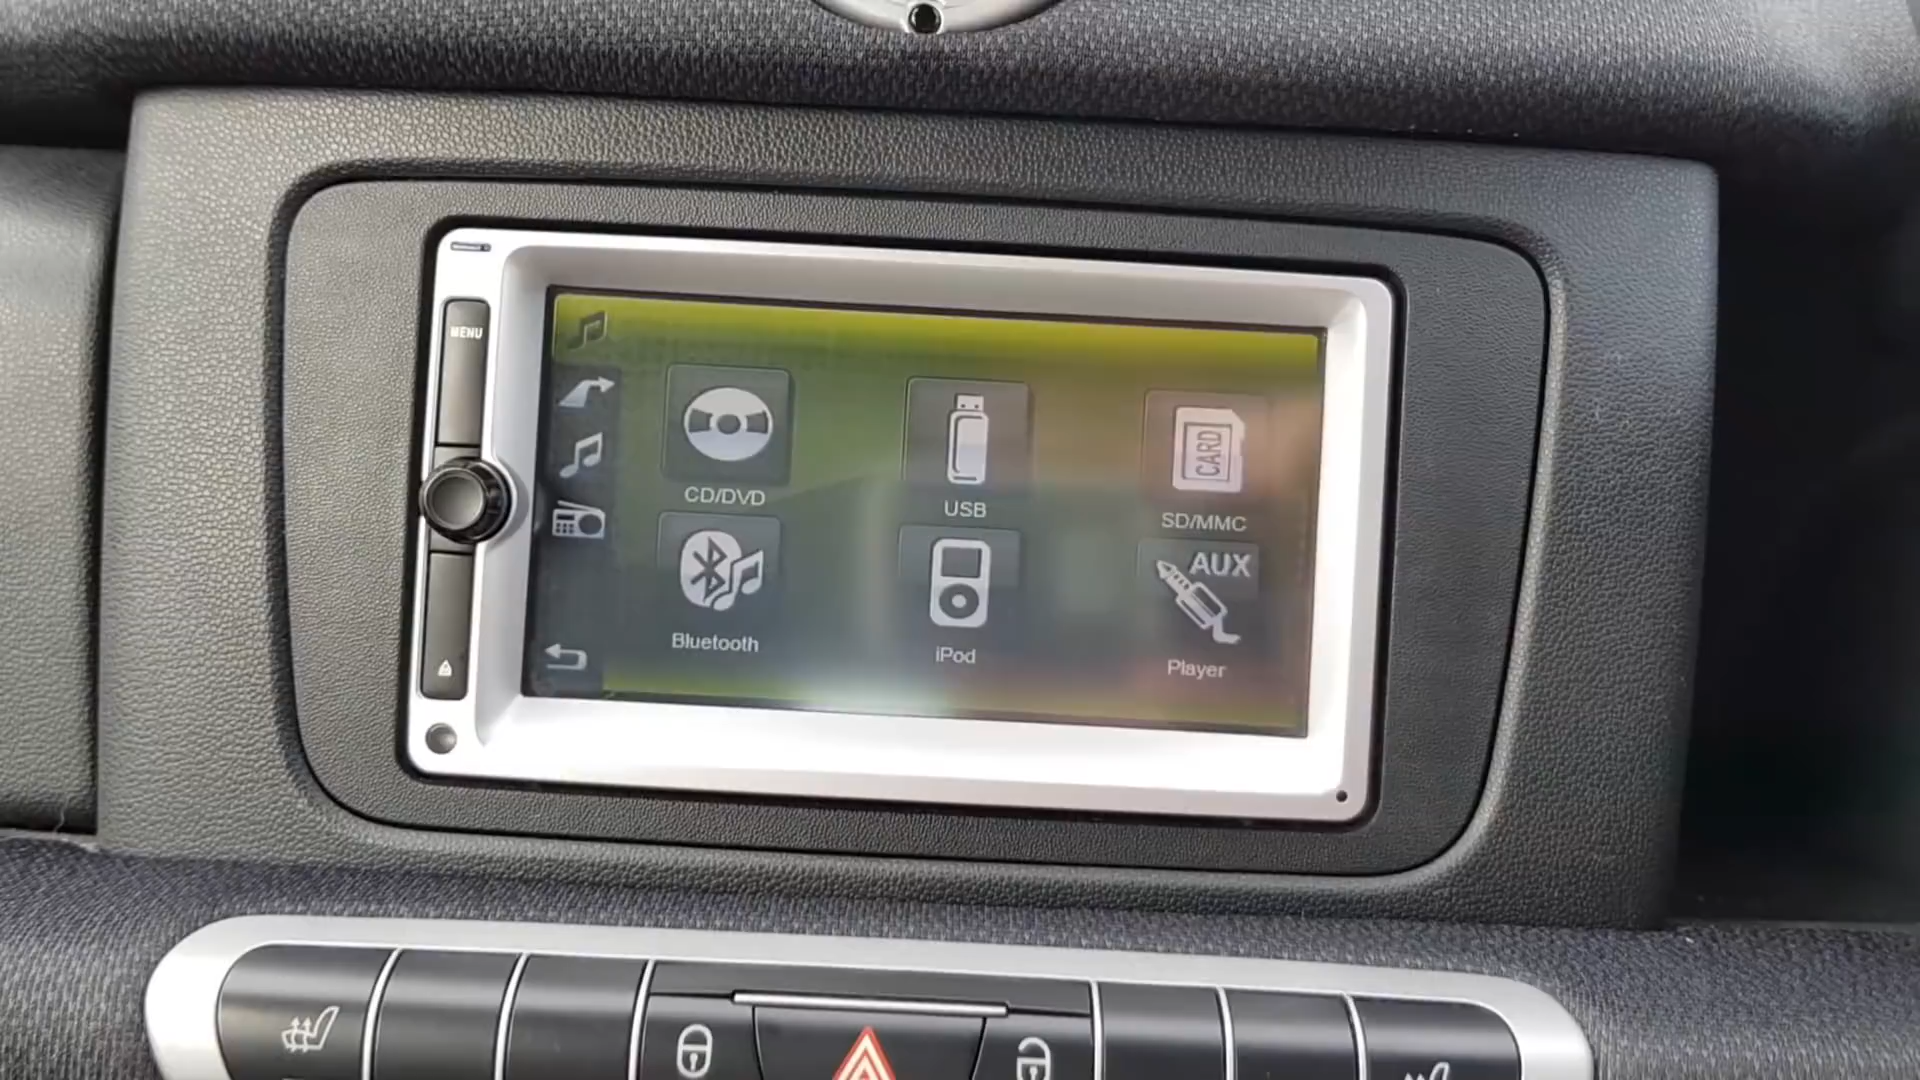 MENU
CD/DVD
USB
CARD
SD/MMC
Bluetooth
iPod
AUX
Player